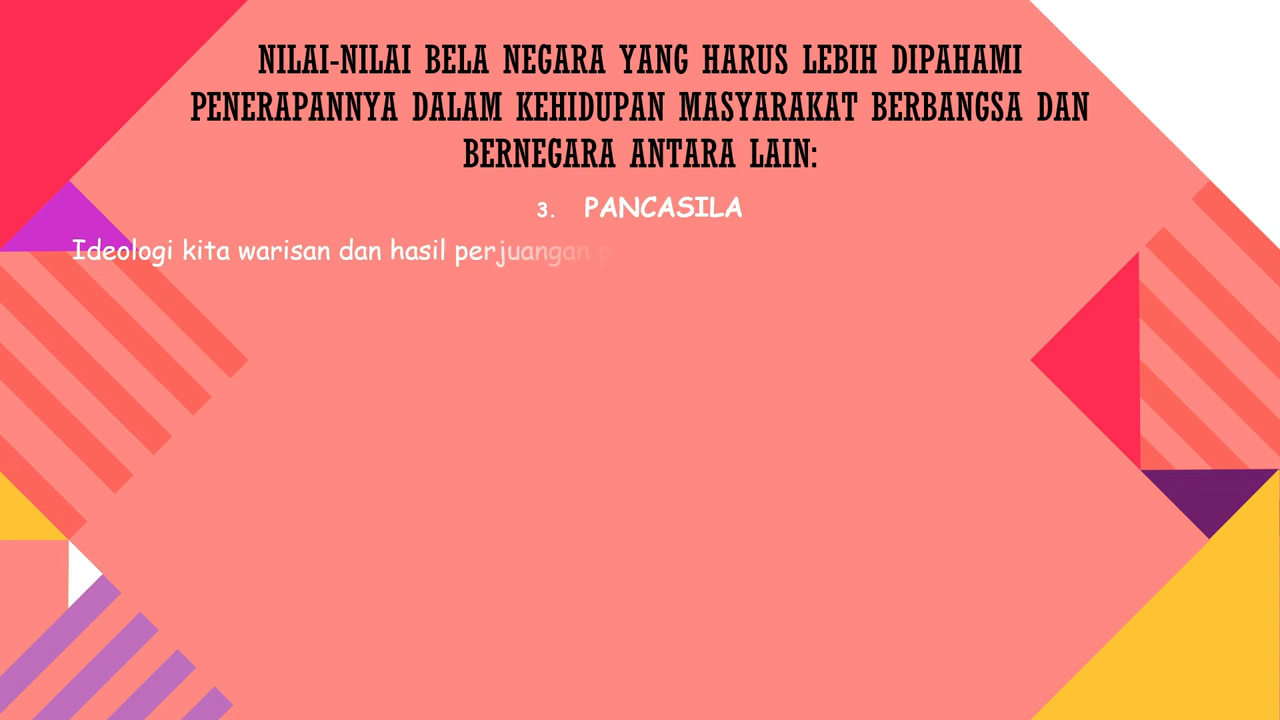 NILAI-NILAI BELA NEGARA YANG HARUS LEBIH DIPAHAMI
PENERAPANNYA DALAM KEHIDUPAN MASYARAKAT BERBANGSA DAN
BERNEGARA ANTARA LAIN:
3. PANCASILA
Ideologi kita warisan dan hasil perjuangan p